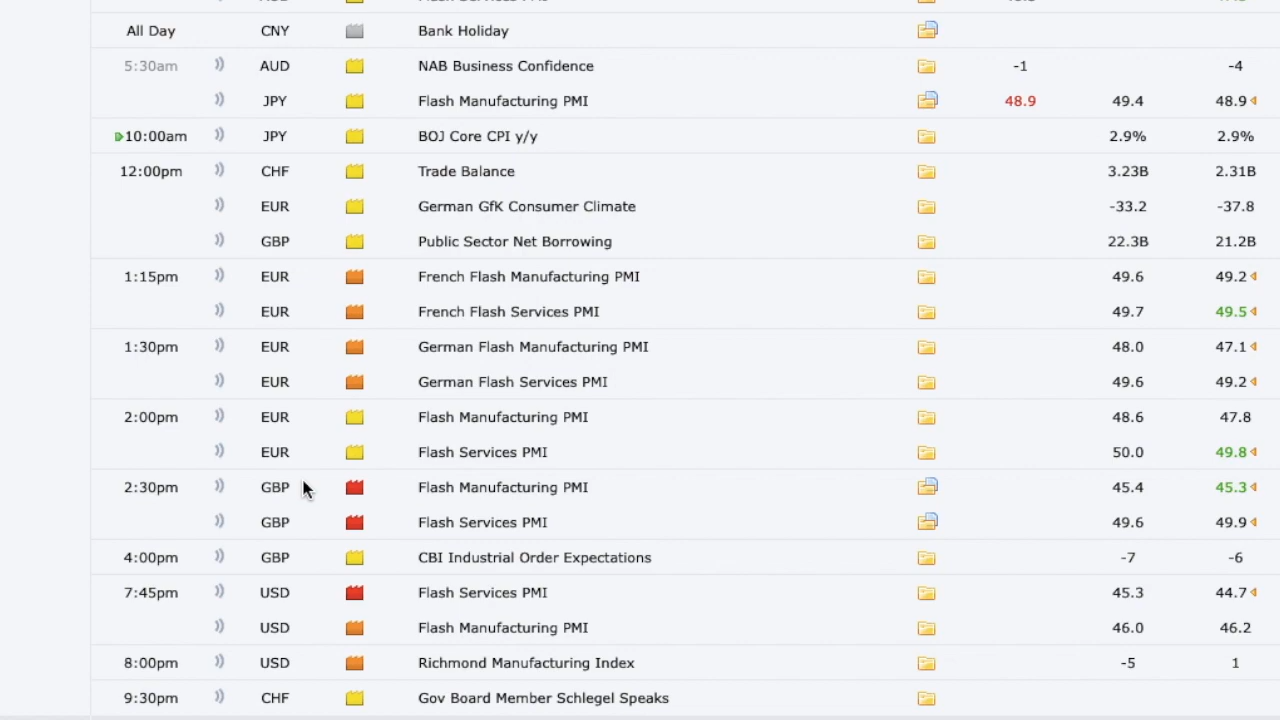 All Day CNY Bank Holiday
5:30am AUD NAB Business Confidence -1 -4
JPY Flash Manufacturing PMI 48.9 49.4 48.9
10:00am JPY BOJ Core CPI y/y 2.9% 2.9%
12:00pm CHF Trade Balance 3.23B 2.31B
EUR German GfK Consumer Climate -33.2 -37.8
GBP Public Sector Net Borrowing 22.3B 21.2B
1:15pm EUR French Flash Manufacturing PMI 49.6 49.2
EUR French Flash Services PMI 49.7 49.5
1:30pm EUR German Flash Manufacturing PMI 48.0 47.1
EUR German Flash Services PMI 49.6 49.2
2:00pm EUR Flash Manufacturing PMI 48.6 47.8
EUR Flash Services PMI 50.0 49.8
2:30pm GBP Flash Manufacturing PMI 45.4 45.3
GBP Flash Services PMI 49.6 49.9
4:00pm GBP CBI Industrial Order Expectations -7 -6
7:45pm USD Flash Services PMI 45.3 44.7
USD Flash Manufacturing PMI 46.0 46.2
8:00pm USD Richmond Manufacturing Index -5 1
9:30pm CHF Gov Board Member Schlegel Speaks